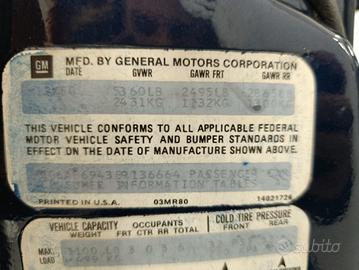 GM
MFD. BY GENERAL MOTORS CORPORATION
DATE GVWR GAWR FRT GAWR RR
5360LB 2495LB
2431KG 1132KG
THIS VEHICLE CONFORMS TO ALL APPLICABLE FEDERAL
MOTOR VEHICLE SAFETY AND BUMPER STANDARDS IN
EFFECT ON THE DATE OF MANUFACTURE SHOWN ABOVE.
PASSENGER
INFORMATION TABLE
PRINTED IN U.S.A. 03MR80 14021726
VEHICLE CAPACITY OCCUPANTS COLD TIRE PRESSURE
WEIGHT FRT CTR RR TOTAL FRONT REAR
MAX.
subito